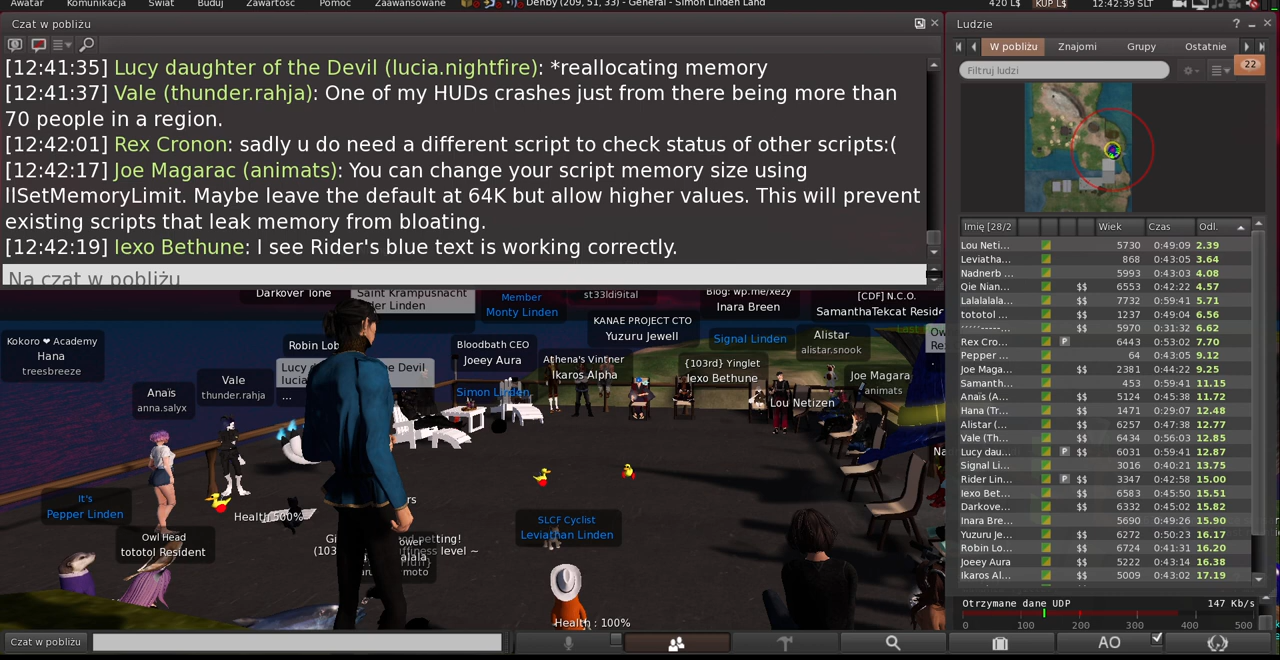 Awatar Komunikacja Świat Buduj Zawartość Pomoc Zaawansowane Denby (209, 51, 33) - General - Simon Linden Land 420 L$ KUP L$ 12:42:39 SLT
Czat w pobliżu
[12:41:35] Lucy daughter of the Devil (lucia.nightfire): *reallocating memory
[12:41:37] Vale (thunder.rahja): One of my HUDs crashes just from there being more than
70 people in a region.
[12:42:01] Rex Cronon: sadly u do need a different script to check status of other scripts:(
[12:42:17] Joe Magarac (animats): You can change your script memory size using
llSetMemoryLimit. Maybe leave the default at 64K but allow higher values. This will prevent
existing scripts that leak memory from bloating.
[12:42:19] Iexo Bethune: I see Rider's blue text is working correctly.
Na czat w pobliżu
Darkover Tone
Saint Krampusnacht
der Linden
Member
Monty Linden
st33ldi9ital
Blog: wp.me/xezy
Inara Breen
[CDF] N.C.O.
SamanthaTekcat Reside
Kokoro ❤ Academy
Hana
treesbreeze
Robin Lob
Bloodbath CEO
Joeey Aura
KANAE PROJECT CTO
Yuzuru Jewell
Signal Linden
Alistar
alistar.snook
Last
Ow
Re
Anaïs
anna.salyx
Vale
thunder.rahja
Lucy e Devil
lucia
...
Simon Linden
Athena's Vintner
Ikaros Alpha
{103rd} Yinglet
Iexo Bethune
Lou Netizen
Joe Magara
animats
Na
It's
Pepper Linden
Health 500%
Owl Head
tototol Resident
SLCF Cyclist
Leviathan Linden
Health : 100%
Czat w pobliżu
Ludzie
? _ ×
W pobliżu Znajomi Grupy Ostatnie
Filtruj ludzi
22
Imię [28/2 Wiek Czas Odl.
Lou Neti... 5730 0:49:09 2.39
Leviatha... 868 0:43:05 3.64
Nadnerb ... 5993 0:43:03 4.08
Qie Nian... $$ 6553 0:42:22 4.57
Lalalalala... $$ 7732 0:59:41 5.71
tototol ... $$ 1237 0:49:04 6.56
´´´´´-----... $$ 5970 0:31:32 6.62
Rex Cro... P 6443 0:53:02 7.70
Pepper ... 64 0:43:05 9.12
Joe Maga... $$ 2381 0:44:22 9.25
Samanth... 453 0:59:41 11.15
Anaïs (A... $$ 5124 0:45:38 11.72
Hana (Tr... $$ 1471 0:29:07 12.48
Alistar (... $$ 6257 0:47:38 12.77
Vale (Th... $$ 6434 0:56:03 12.85
Lucy dau... P $$ 6031 0:59:41 12.87
Signal Li... 3016 0:40:21 13.75
Rider Lin... P $$ 3347 0:42:58 15.00
Iexo Bet... $$ 6583 0:45:50 15.51
Darkove... $$ 6332 0:45:02 15.82
Inara Bre... 5690 0:49:26 15.90
Yuzuru Je... $$ 6272 0:50:23 16.17
Robin Lo... $$ 6724 0:41:31 16.20
Joeey Aura $$ 5222 0:43:14 16.38
Ikaros Al... $$ 5009 0:43:02 17.19
Otrzymane dane UDP 147 Kb/s
0 100 200 300 400 500
AO